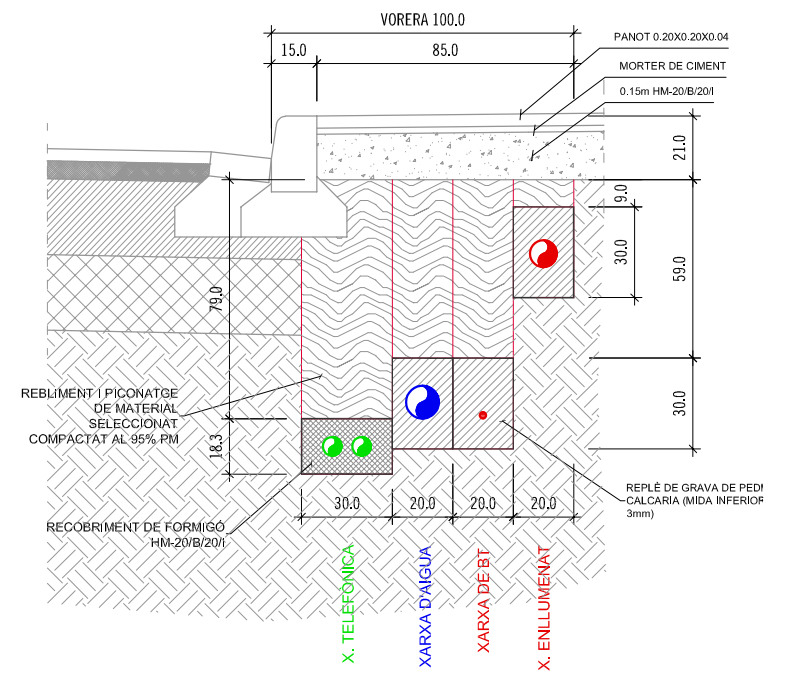 VORERA 100.0
15.0
85.0
PANOT 0.20X0.20X0.04
MORTER DE CIMENT
0.15m HM-20/B/20/I
21.0
9.0
30.0
59.0
30.0
79.0
18.3
REBLIMENT I PICONATGE
DE MATERIAL
SELECCIONAT
COMPACTAT AL 95% PM
RECOBRIMENT DE FORMIGÓ
HM-20/B/20/I
REPLÈ DE GRAVA DE PED
CALCARIA (MIDA INFERIOR
3mm)
30.0
20.0
20.0
20.0
X. TELEFÒNICA
XARXA D'AIGUA
XARXA DE BT
X. ENLLUMENAT